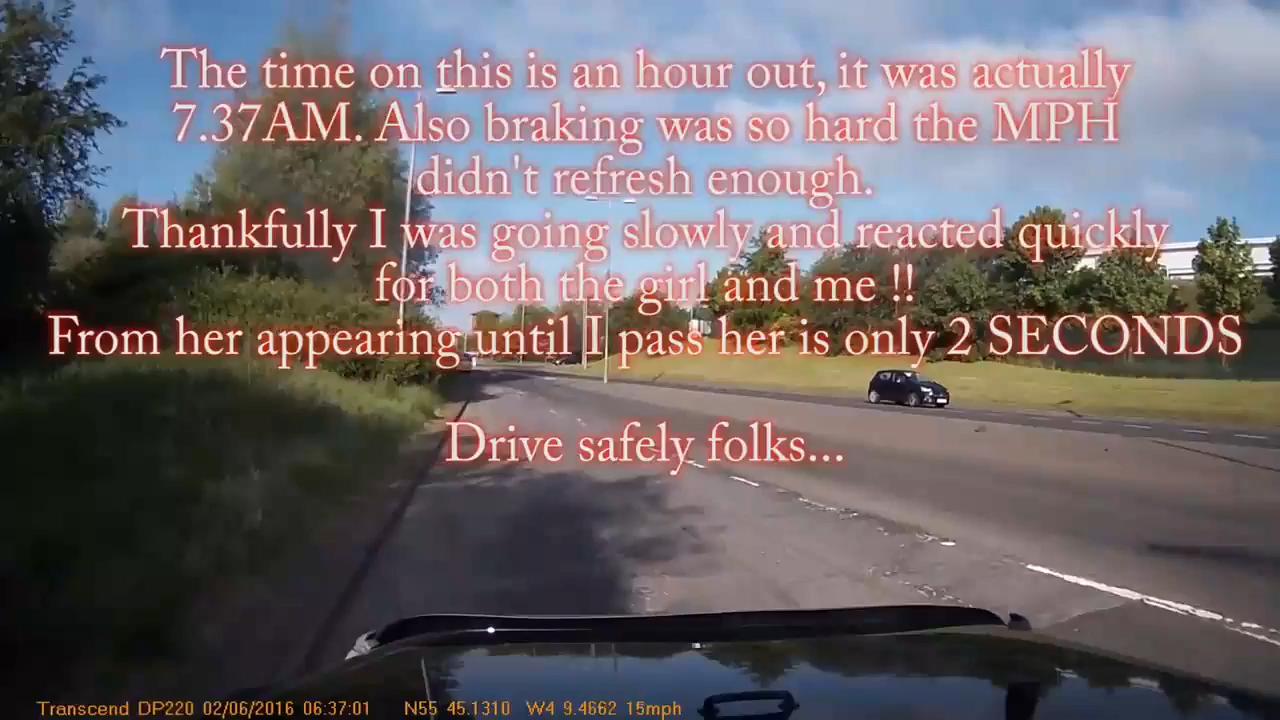 The time on this is an hour out, it was actually
7.37AM. Also braking was so hard the MPH
didn't refresh enough.
Thankfully I was going slowly and reacted quickly
for both the girl and me !!
From her appearing until I pass her is only 2 SECONDS
Drive safely folks...
Transcend DP220 02/06/2016 06:37:01 N55 45.1310 W4 9.4662 15mph